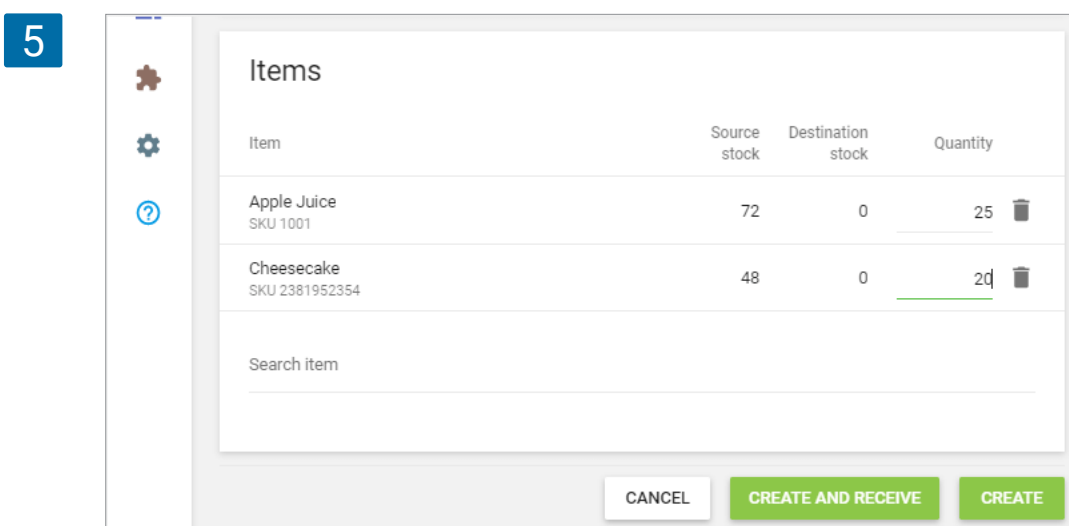 5
Items
Item Source stock Destination stock Quantity
Apple Juice 72 0 25
SKU 1001
Cheesecake 48 0 20
SKU 2381952354
Search item
CANCEL CREATE AND RECEIVE CREATE